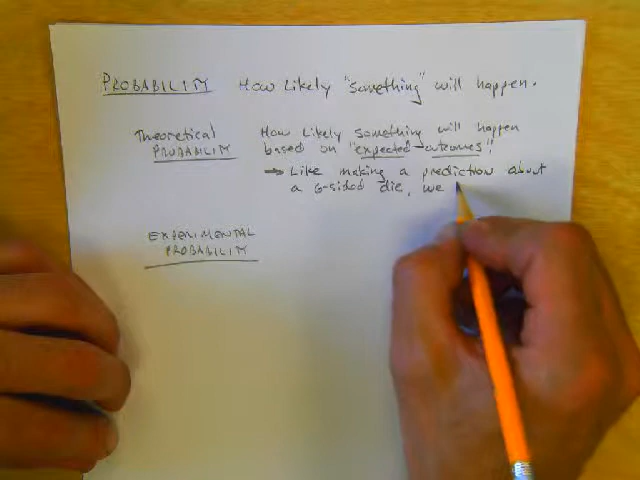 PROBABILITY How Likely "something" will happen.
Theoretical PROBABILITY
How Likely something will happen
based on "expected outcomes"
→ Like making a prediction about
a 6-sided die, we
EXPERIMENTAL
PROBABILITY